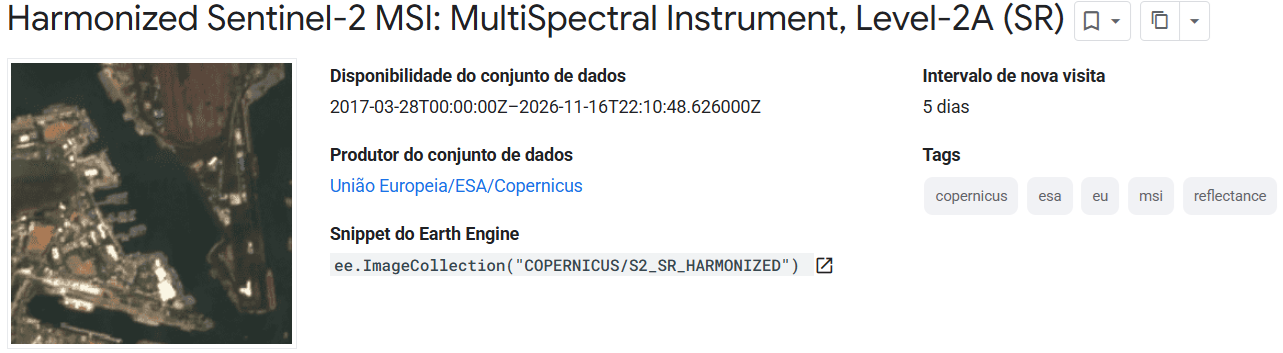 Harmonized Sentinel-2 MSI: MultiSpectral Instrument, Level-2A (SR)
Disponibilidade do conjunto de dados
2017-03-28T00:00:00Z–2026-11-16T22:10:48.626000Z
Produtor do conjunto de dados
União Europeia/ESA/Copernicus
Snippet do Earth Engine
ee.ImageCollection("COPERNICUS/S2_SR_HARMONIZED")
Intervalo de nova visita
5 dias
Tags
copernicus esa eu msi reflectance